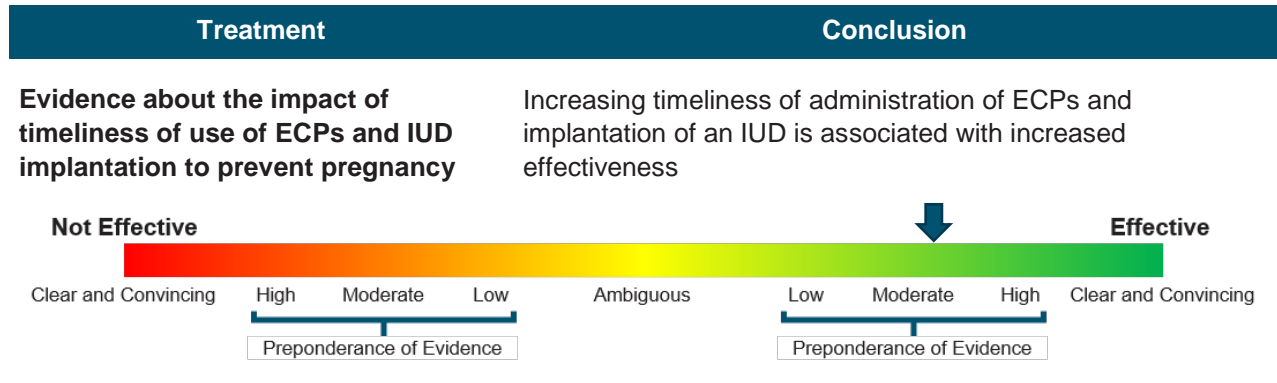 Treatment Conclusion
Evidence about the impact of
timeliness of use of ECPs and IUD
implantation to prevent pregnancy
Increasing timeliness of administration of ECPs and
implantation of an IUD is associated with increased
effectiveness
Not Effective Effective
Clear and Convincing High Moderate Low Ambiguous Low Moderate High Clear and Convincing
Preponderance of Evidence Preponderance of Evidence